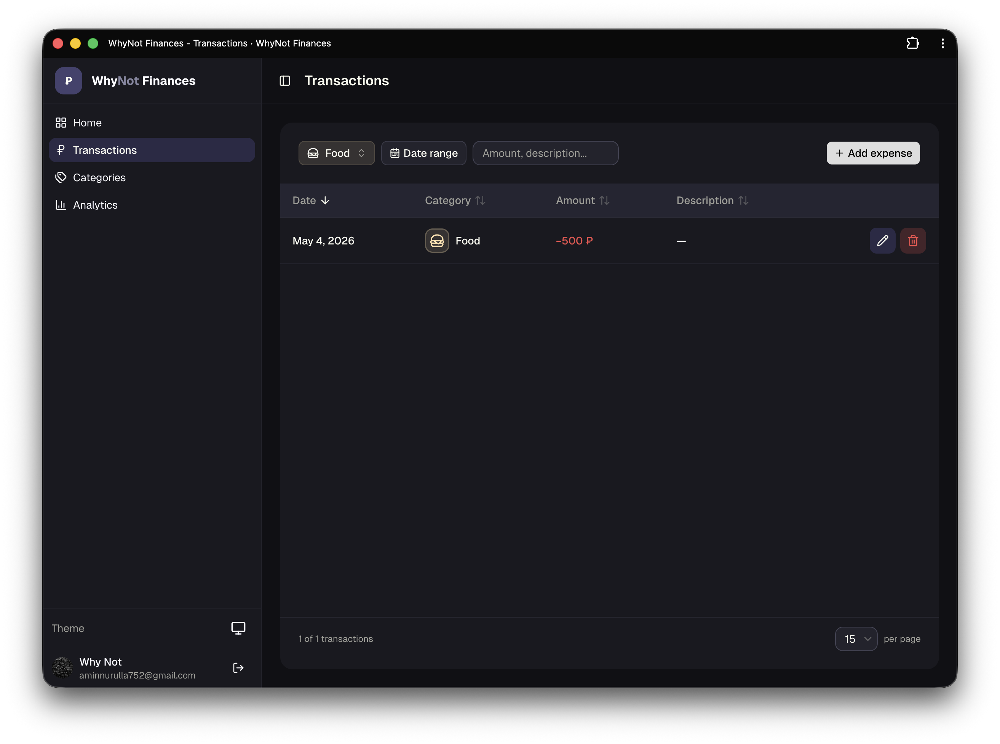 WhyNot Finances - Transactions · WhyNot Finances
₽ WhyNot Finances
Transactions
Home
Transactions
Categories
Analytics
Food
Date range
Amount, description...
+ Add expense
Date
Category
Amount
Description
May 4, 2026
Food
−500 ₽
—
1 of 1 transactions
15
per page
Theme
Why Not
aminnurulla752@gmail.com